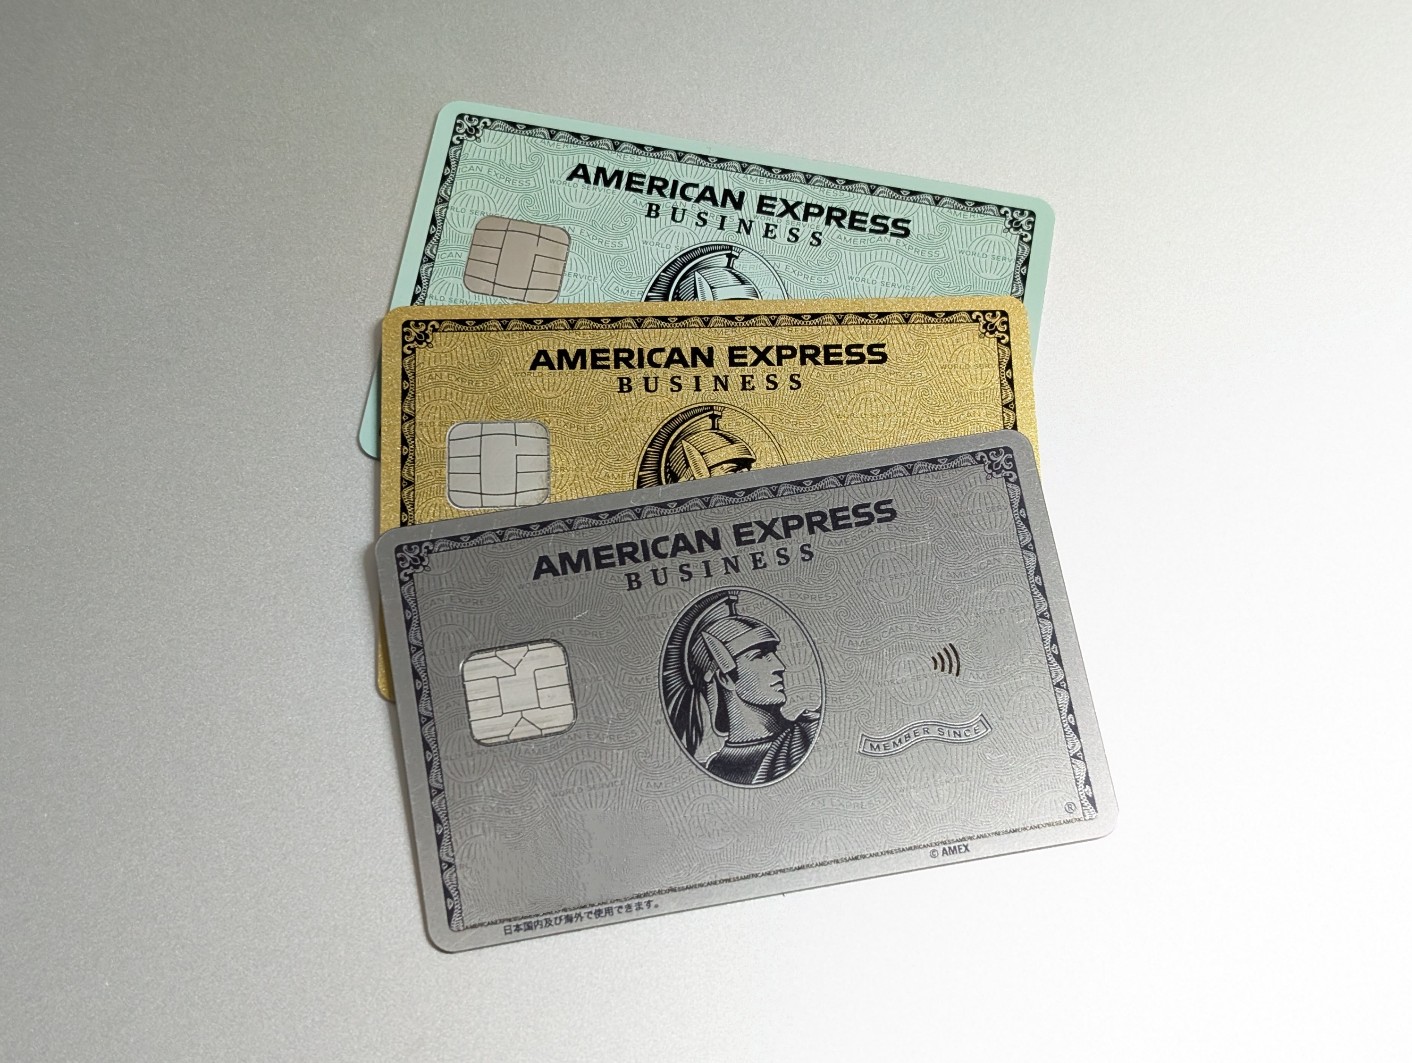 AMERICAN EXPRESS
BUSINESS
AMERICAN EXPRESS
BUSINESS
AMERICAN EXPRESS
BUSINESS
MEMBER SINCE
®
© AMEX
日本国内及び海外で使用できます。